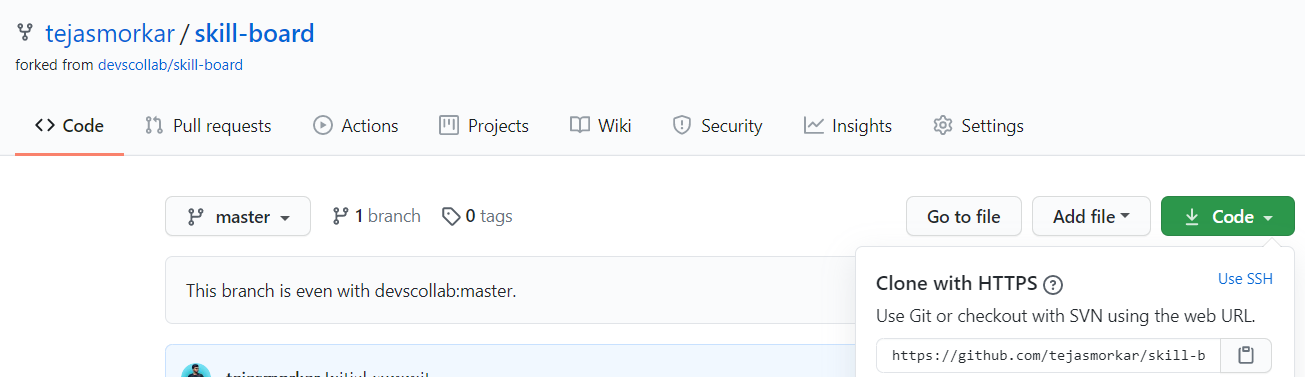 tejasmorkar / skill-board
forked from devscollab/skill-board
Code Pull requests Actions Projects Wiki Security Insights Settings
master 1 branch 0 tags Go to file Add file Code
This branch is even with devscollab:master.
Clone with HTTPS ? Use SSH
Use Git or checkout with SVN using the web URL.
https://github.com/tejasmorkar/skill-b